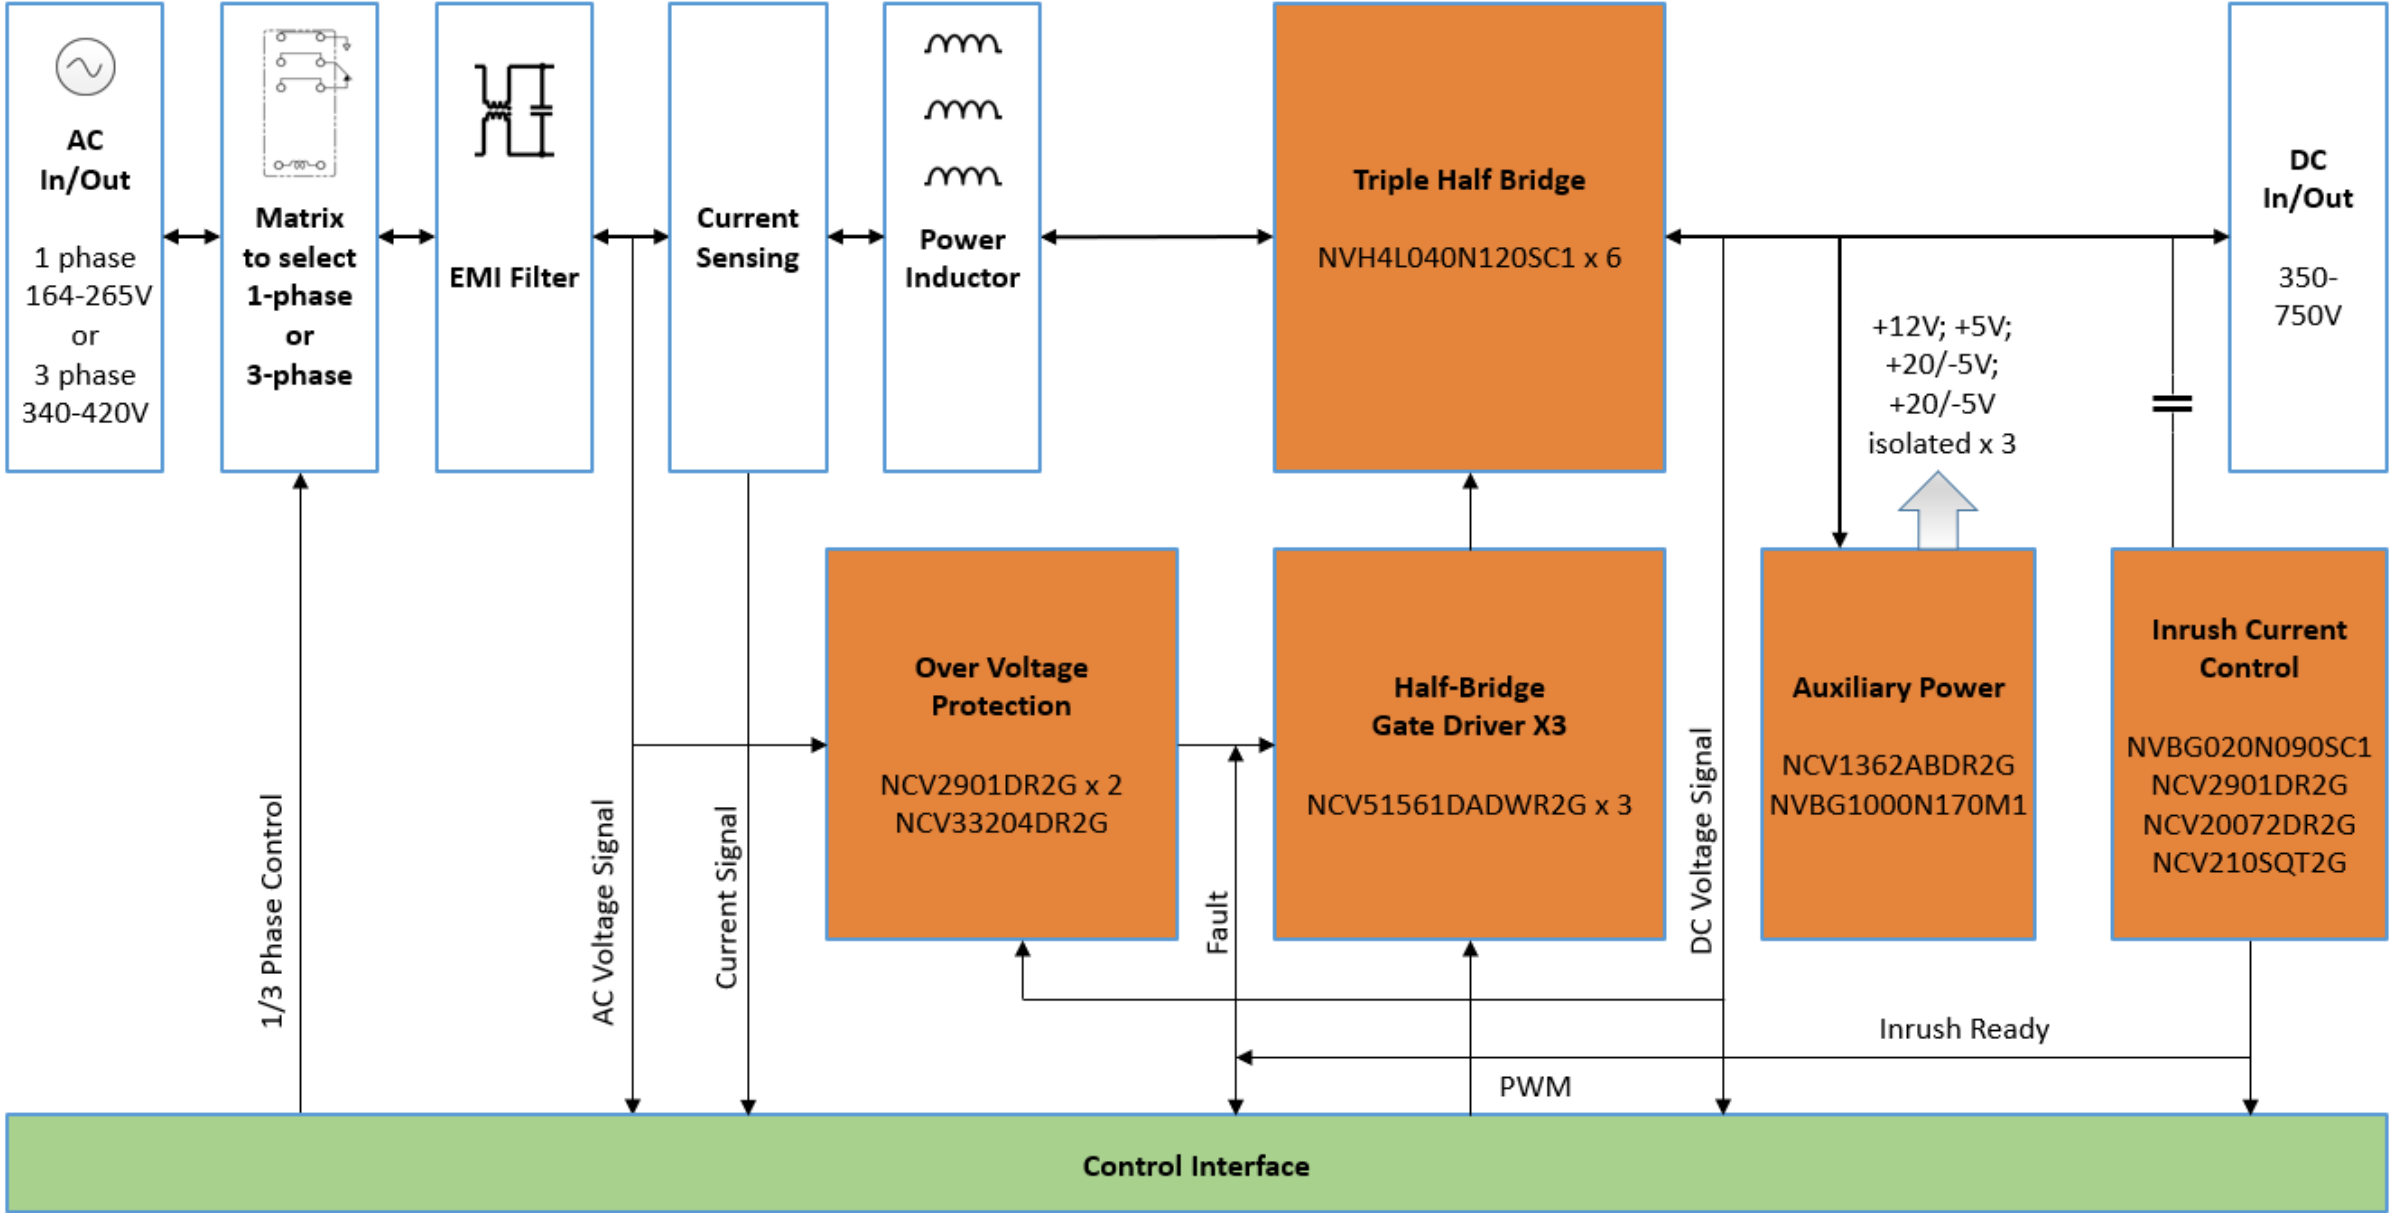 AC
In/Out
1 phase
164-265V
or
3 phase
340-420V
Matrix
to select
1-phase
or
3-phase
EMI Filter
Current
Sensing
Power
Inductor
Triple Half Bridge
NVH4L040N120SC1 x 6
DC
In/Out
350-
750V
+12V; +5V;
+20/-5V;
+20/-5V
isolated x 3
Over Voltage
Protection
NCV2901DR2G x 2
NCV33204DR2G
Half-Bridge
Gate Driver X3
NCV51561DADWR2G x 3
Auxiliary Power
NCV1362ABDR2G
NVBG1000N170M1
Inrush Current
Control
NVBG020N090SC1
NCV2901DR2G
NCV20072DR2G
NCV210SQT2G
1/3 Phase Control
AC Voltage Signal
Current Signal
Fault
DC Voltage Signal
Inrush Ready
PWM
Control Interface